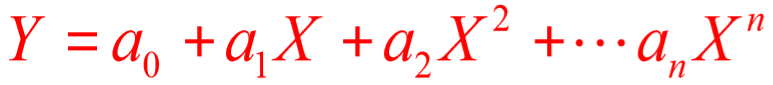 Y = a₀ + a₁X + a₂X² + ⋯ aₙXⁿ